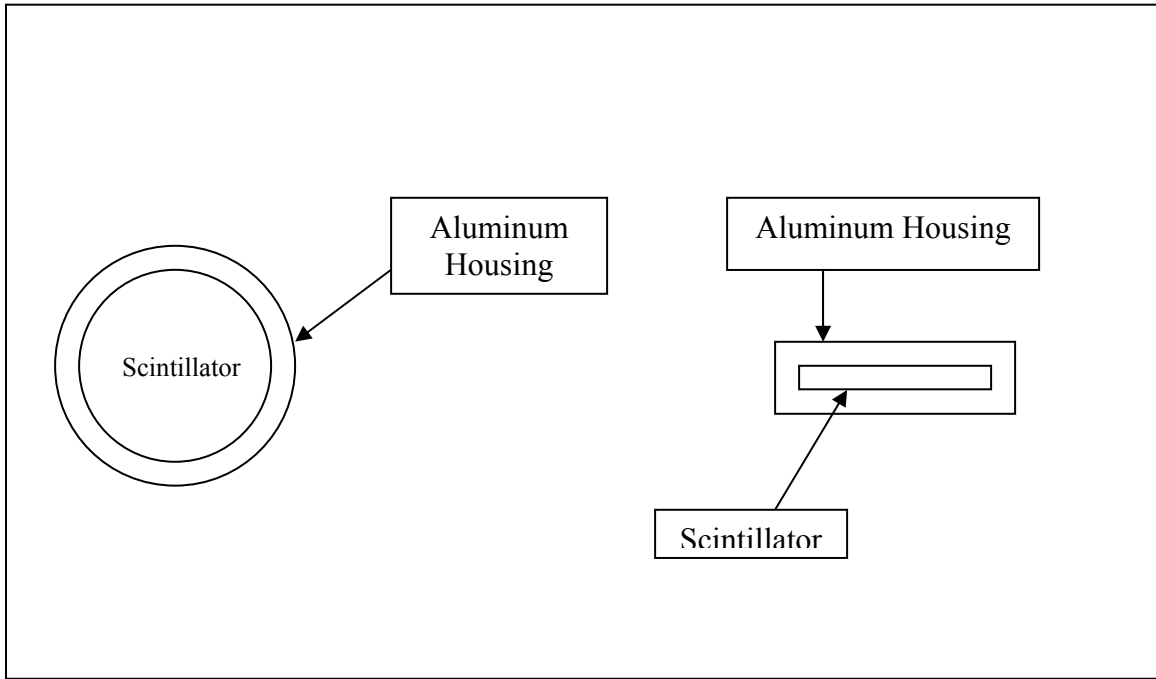 Aluminum
Housing
Aluminum Housing
Scintillator
Scintillator